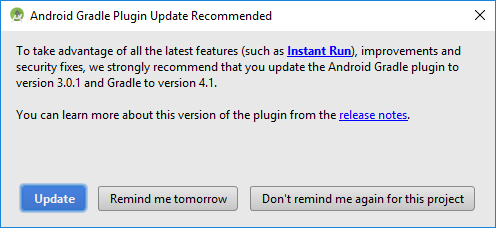 Android Gradle Plugin Update Recommended
To take advantage of all the latest features (such as Instant Run), improvements and
security fixes, we strongly recommend that you update the Android Gradle plugin to
version 3.0.1 and Gradle to version 4.1.
You can learn more about this version of the plugin from the release notes.
Update Remind me tomorrow Don't remind me again for this project